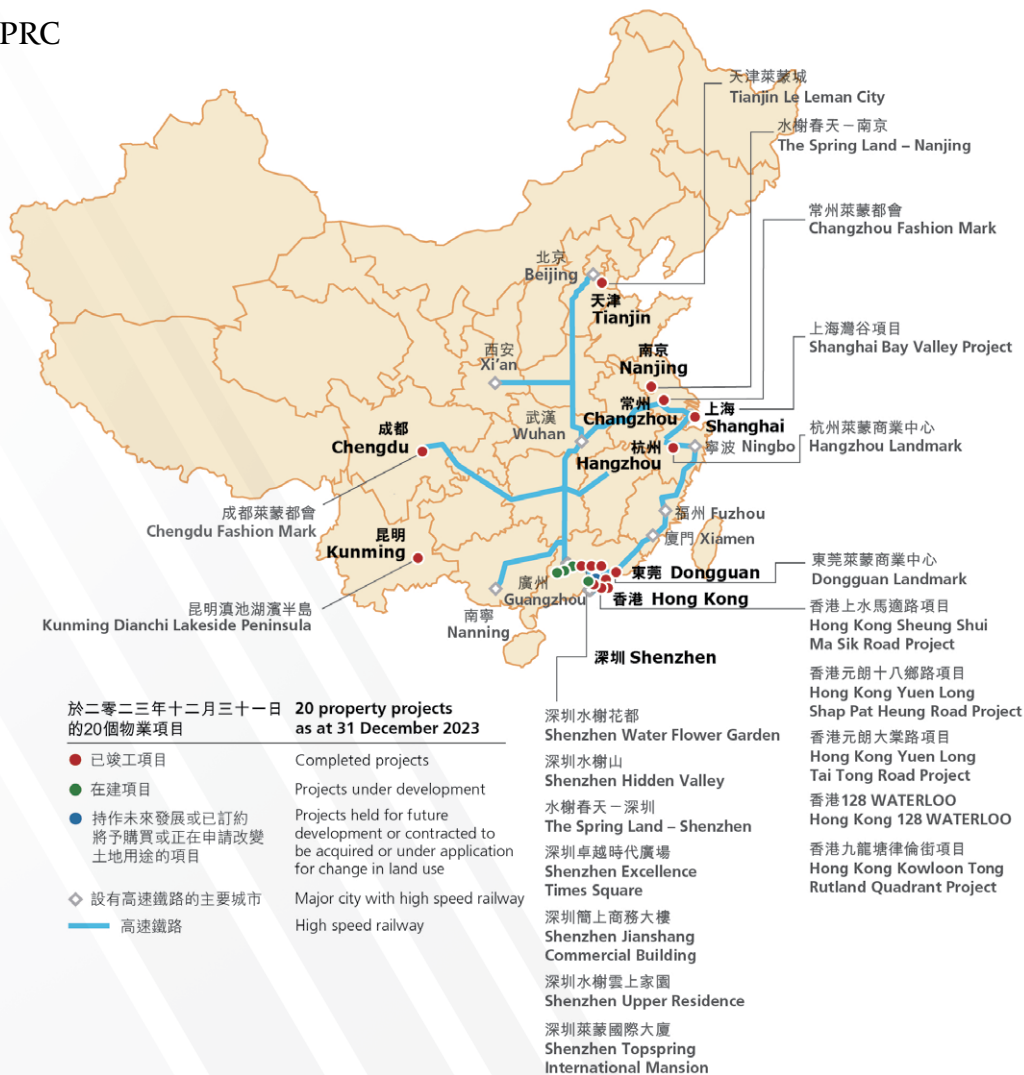 PRC
天津萊蒙城
Tianjin Le Leman City
水榭春天－南京
The Spring Land – Nanjing
常州萊蒙都會
Changzhou Fashion Mark
北京
Beijing
天津
Tianjin
上海灣谷項目
Shanghai Bay Valley Project
西安
Xi'an
南京
Nanjing
常州
Changzhou
上海
Shanghai
武漢
Wuhan
成都
Chengdu
杭州
Hangzhou
寧波 Ningbo
杭州萊蒙商業中心
Hangzhou Landmark
成都萊蒙都會
Chengdu Fashion Mark
福州 Fuzhou
廈門 Xiamen
昆明
Kunming
東莞 Dongguan
東莞萊蒙商業中心
Dongguan Landmark
廣州
Guangzhou
香港 Hong Kong
昆明滇池湖濱半島
Kunming Dianchi Lakeside Peninsula
南寧
Nanning
深圳 Shenzhen
香港上水馬適路項目
Hong Kong Sheung Shui
Ma Sik Road Project
香港元朗十八鄉路項目
Hong Kong Yuen Long
Shap Pat Heung Road Project
香港元朗大棠路項目
Hong Kong Yuen Long
Tai Tong Road Project
香港128 WATERLOO
Hong Kong 128 WATERLOO
香港九龍塘律倫街項目
Hong Kong Kowloon Tong
Rutland Quadrant Project
深圳水榭花都
Shenzhen Water Flower Garden
深圳水榭山
Shenzhen Hidden Valley
水榭春天－深圳
The Spring Land – Shenzhen
深圳卓越時代廣場
Shenzhen Excellence
Times Square
深圳簡上商務大樓
Shenzhen Jianshang
Commercial Building
深圳水榭雲上家園
Shenzhen Upper Residence
深圳萊蒙國際大廈
Shenzhen Topspring
International Mansion
於二零二三年十二月三十一日
的20個物業項目
20 property projects
as at 31 December 2023
已竣工項目
Completed projects
在建項目
Projects under development
持作未來發展或已訂約
將予購買或正在申請改變
土地用途的項目
Projects held for future
development or contracted to
be acquired or under application
for change in land use
設有高速鐵路的主要城市
Major city with high speed railway
高速鐵路
High speed railway